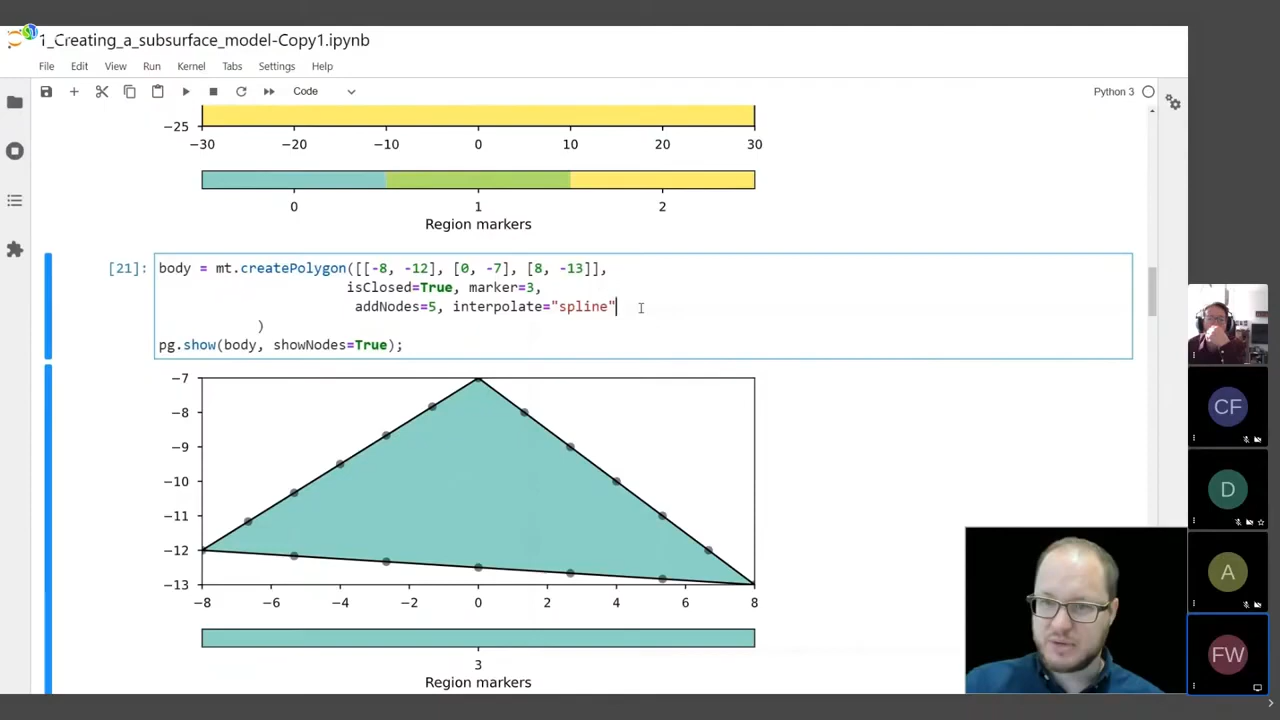 1_Creating_a_subsurface_model-Copy1.ipynb
File Edit View Run Kernel Tabs Settings Help
Code
Python 3
−25
−30 −20 −10 0 10 20 30
0 1 2
Region markers
[21]: body = mt.createPolygon([[-8, -12], [0, -7], [8, -13]],
isClosed=True, marker=3,
addNodes=5, interpolate="spline"
)
pg.show(body, showNodes=True);
−7
−8
−9
−10
−11
−12
−13
−8 −6 −4 −2 0 2 4 6 8
3
Region markers
CF
D
A
FW